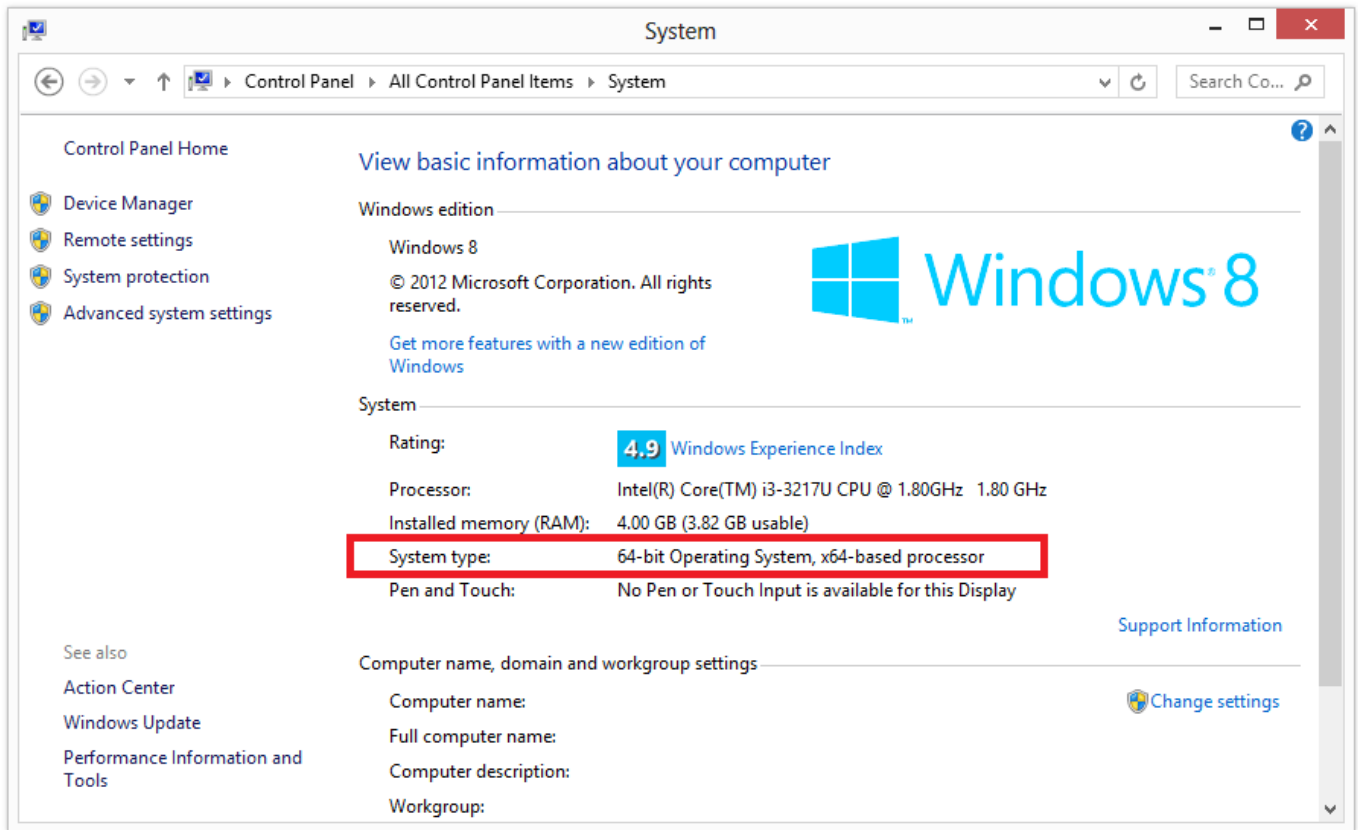 System
Control Panel All Control Panel Items System
Search Co...
Control Panel Home
Device Manager
Remote settings
System protection
Advanced system settings
See also
Action Center
Windows Update
Performance Information and
Tools
View basic information about your computer
Windows edition
Windows 8
© 2012 Microsoft Corporation. All rights
reserved.
Get more features with a new edition of
Windows
Windows® 8
TM
System
Rating: 4.9 Windows Experience Index
Processor: Intel(R) Core(TM) i3-3217U CPU @ 1.80GHz 1.80 GHz
Installed memory (RAM): 4.00 GB (3.82 GB usable)
System type: 64-bit Operating System, x64-based processor
Pen and Touch: No Pen or Touch Input is available for this Display
Support Information
Computer name, domain and workgroup settings
Computer name:
Change settings
Full computer name:
Computer description:
Workgroup: